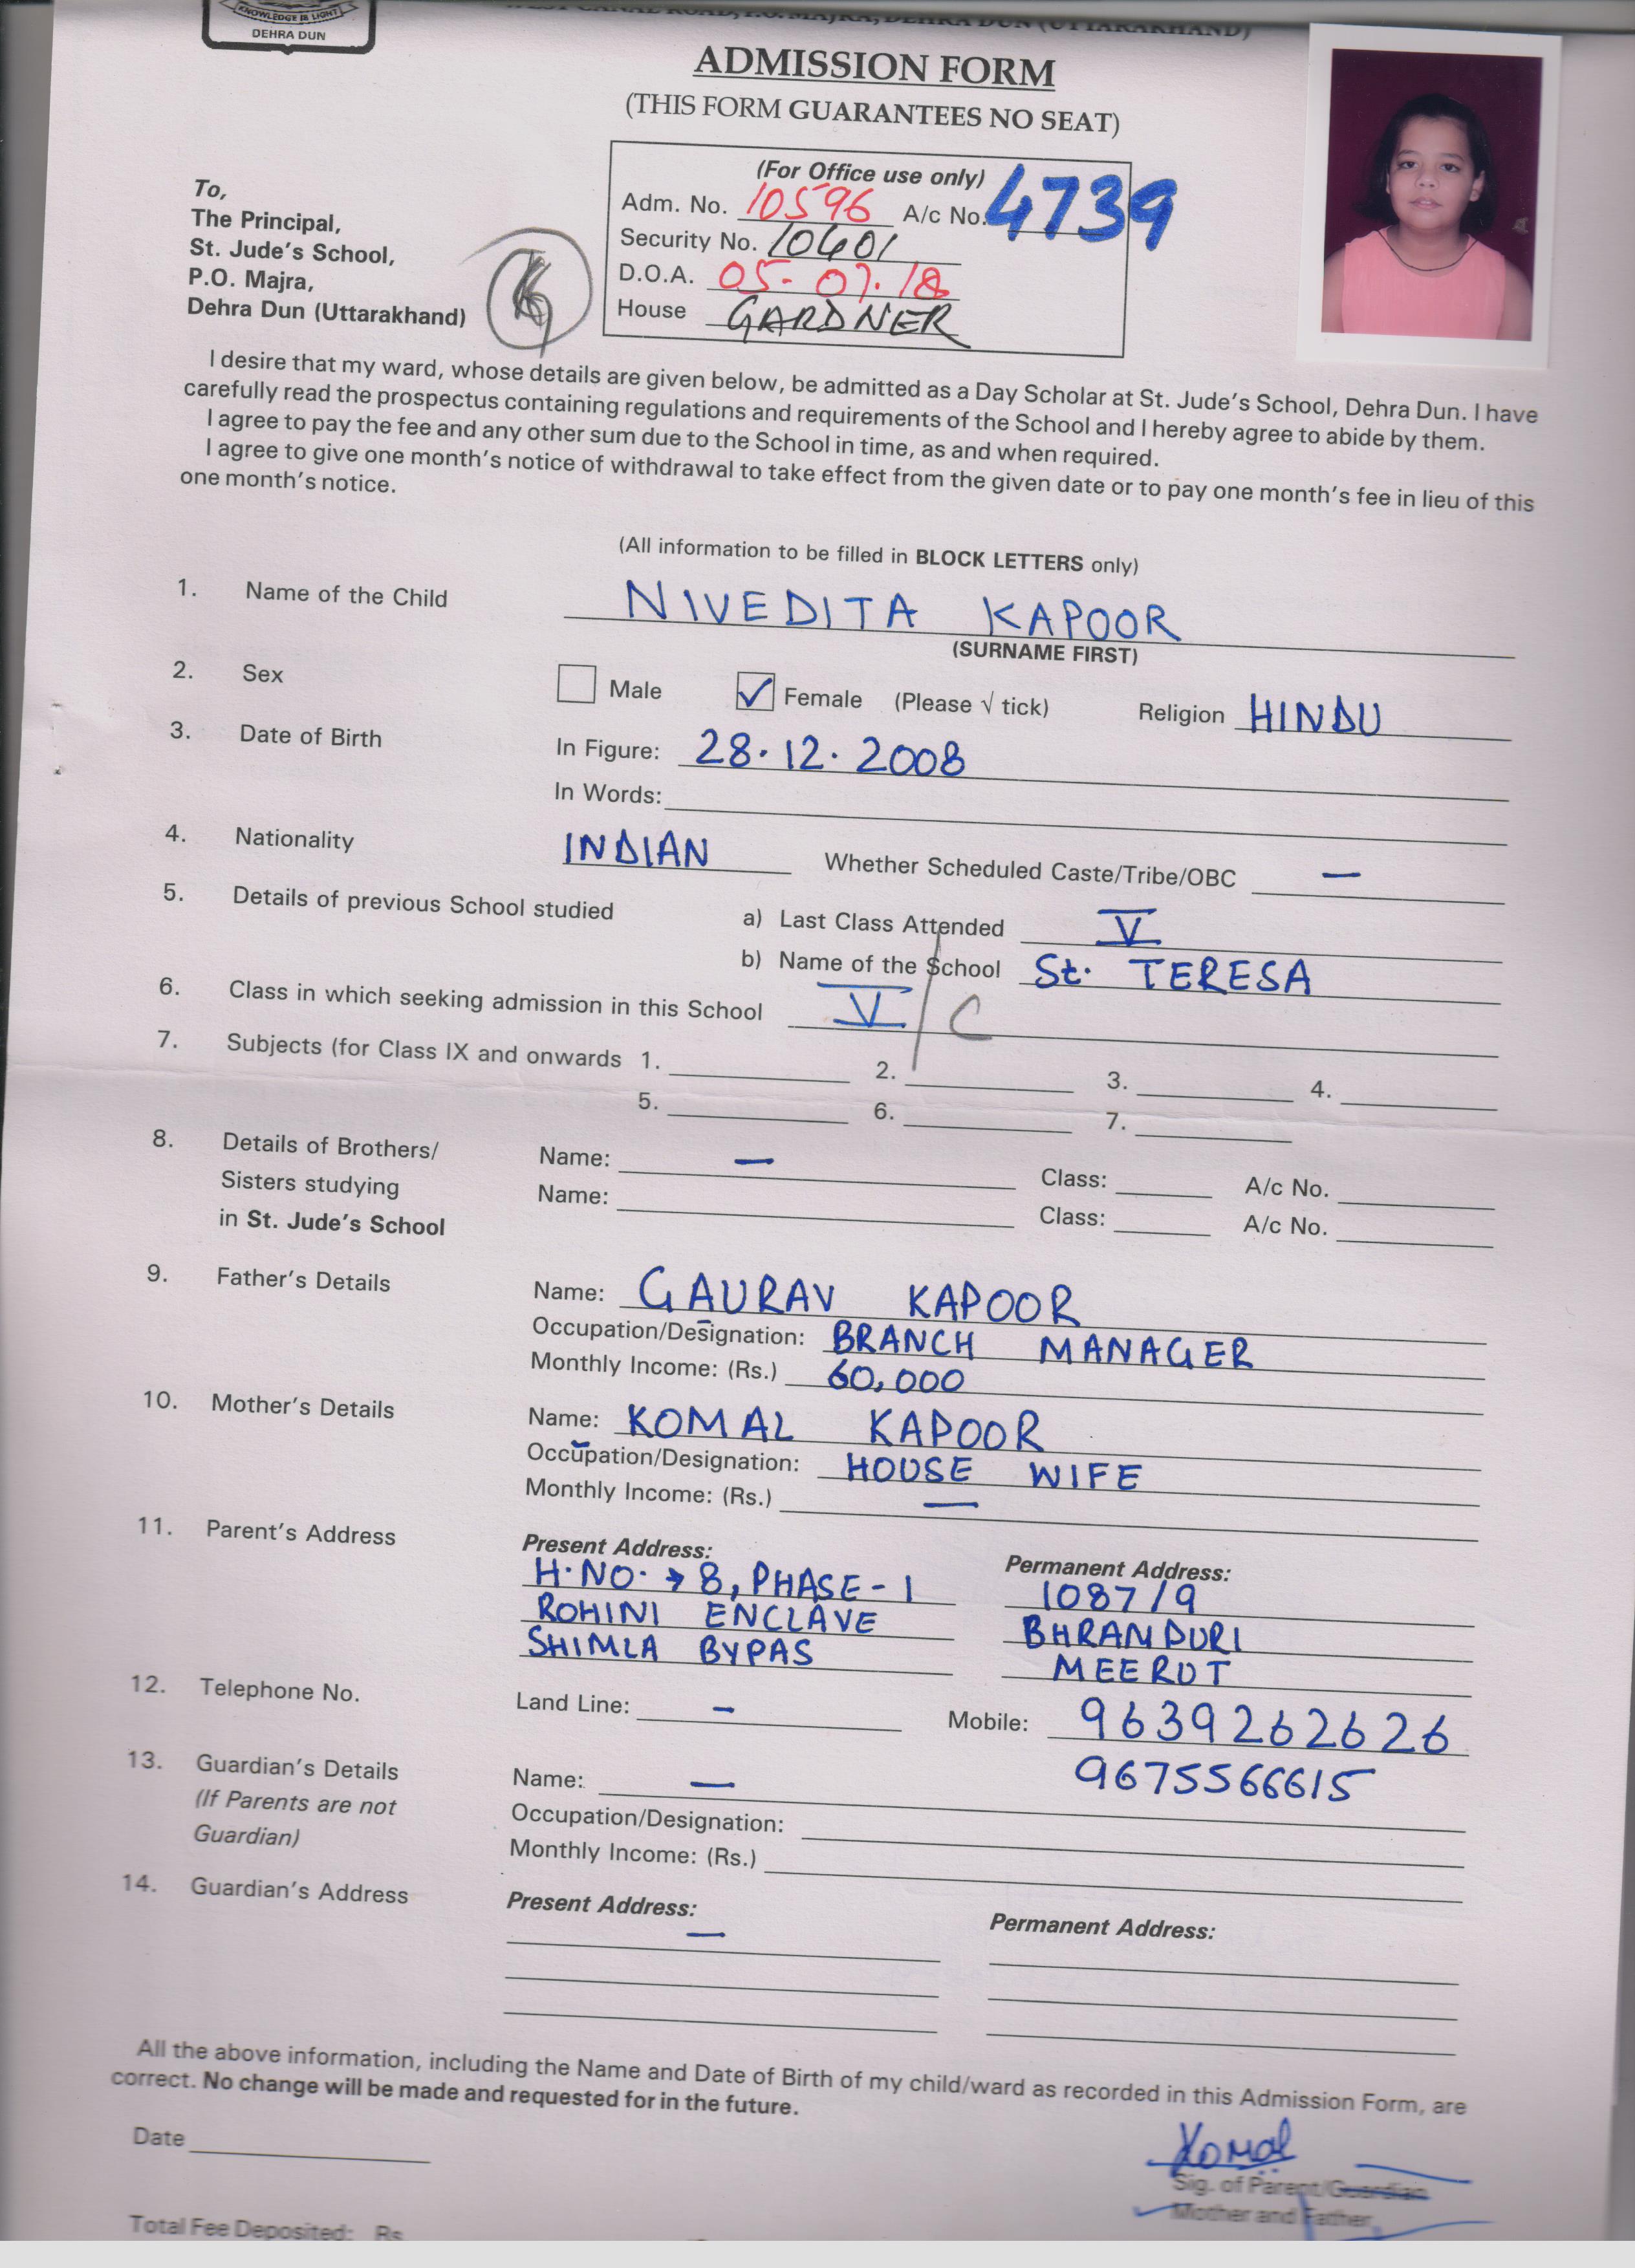 KNOWLEDGE IS LIGHT
DEHRA DUN
WEST CANAL ROAD, P.O. MAJRA, DEHRA DUN (UTTARAKHAND)
ADMISSION FORM
(THIS FORM GUARANTEES NO SEAT)
To,
The Principal,
St. Jude's School,
P.O. Majra,
Dehra Dun (Uttarakhand)
(For Office use only)
Adm. No. 10596 A/c No. 4739
Security No. 10401
D.O.A. 05-07.18
House GARDNER
I desire that my ward, whose details are given below, be admitted as a Day Scholar at St. Jude's School, Dehra Dun. I have
carefully read the prospectus containing regulations and requirements of the School and I hereby agree to abide by them.
I agree to pay the fee and any other sum due to the School in time, as and when required.
I agree to give one month's notice of withdrawal to take effect from the given date or to pay one month's fee in lieu of this
one month's notice.
(All information to be filled in BLOCK LETTERS only)
1. Name of the Child NIVEDITA KAPOOR
(SURNAME FIRST)
2. Sex Male ✓ Female (Please √ tick) Religion HINDU
3. Date of Birth In Figure: 28.12.2008
In Words:
4. Nationality INDIAN Whether Scheduled Caste/Tribe/OBC —
5. Details of previous School studied a) Last Class Attended V
b) Name of the School St. TERESA
6. Class in which seeking admission in this School V/C
7. Subjects (for Class IX and onwards 1. 2. 3. 4.
5. 6. 7.
8. Details of Brothers/ Name: — Class: A/c No.
Sisters studying Name: Class: A/c No.
in St. Jude's School
9. Father's Details Name: GAURAV KAPOOR
Occupation/Designation: BRANCH MANAGER
Monthly Income: (Rs.) 60,000
10. Mother's Details Name: KOMAL KAPOOR
Occupation/Designation: HOUSE WIFE
Monthly Income: (Rs.) —
11. Parent's Address Present Address: Permanent Address:
H.NO. → 8, PHASE-1 1087/9
ROHINI ENCLAVE BHRAMPURI
SHIMLA BYPAS MEERUT
12. Telephone No. Land Line: — Mobile: 9639262626
9675566615
13. Guardian's Details Name: —
(If Parents are not Occupation/Designation:
Guardian) Monthly Income: (Rs.)
14. Guardian's Address Present Address: — Permanent Address:
All the above information, including the Name and Date of Birth of my child/ward as recorded in this Admission Form, are
correct. No change will be made and requested for in the future.
Date
Komal
Sig. of Parent/Guardian
Mother and Father
Total Fee Deposited: Rs.